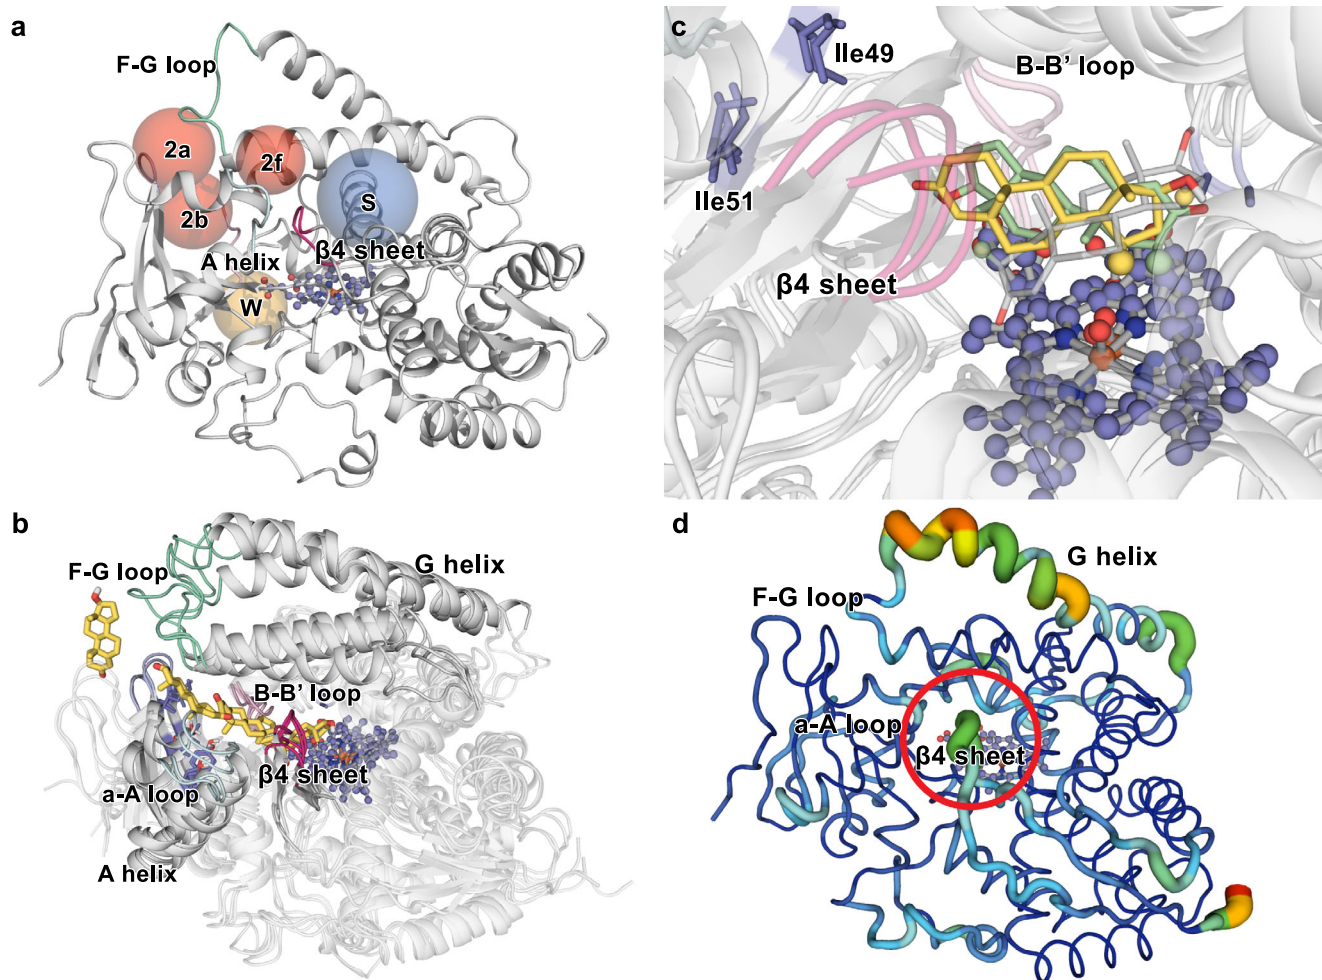 a
F-G loop
2a
2f
2b
S
β4 sheet
A helix
W
c
Ile49
B-B’ loop
Ile51
β4 sheet
b
G helix
F-G loop
B-B’ loop
β4 sheet
a-A loop
A helix
d
G helix
F-G loop
a-A loop
β4 sheet